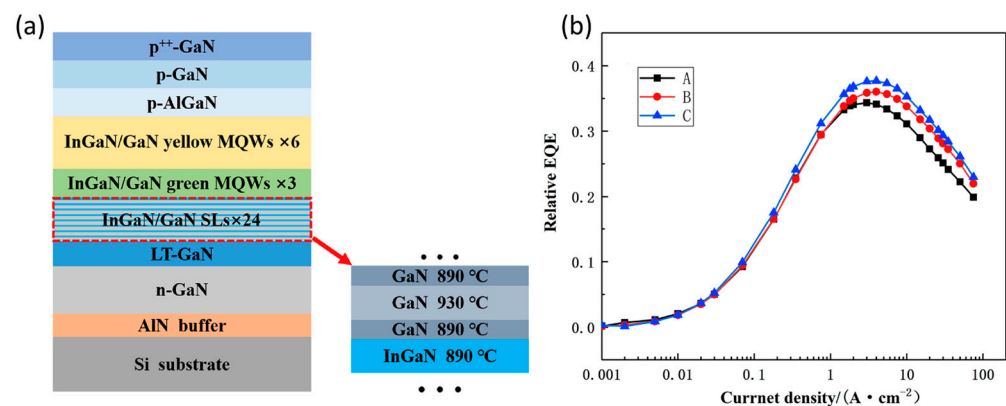 (a)
p++-GaN
p-GaN
p-AlGaN
InGaN/GaN yellow MQWs ×6
InGaN/GaN green MQWs ×3
InGaN/GaN SLs×24
LT-GaN
n-GaN
AlN buffer
Si substrate
• • •
GaN 890 °C
GaN 930 °C
GaN 890 °C
InGaN 890 °C
• • •
(b)
0.4
0.3
0.2
0.1
0.0
Relative EQE
A
B
C
0.001
0.01
0.1
1
10
100
Currnet density/(A・cm⁻²)